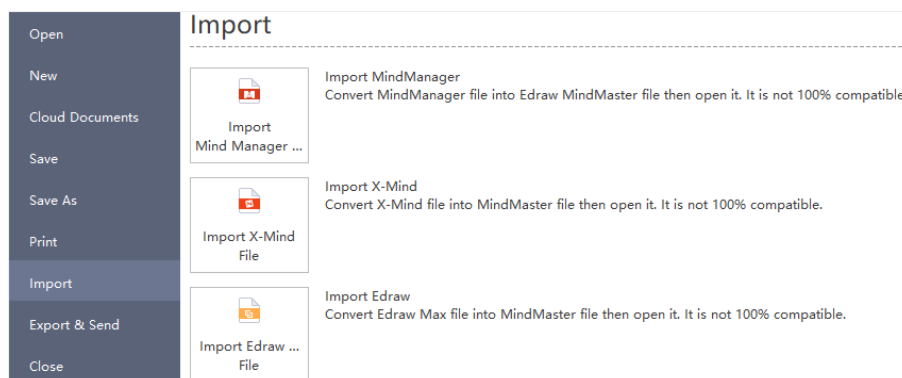 Open
New
Cloud Documents
Save
Save As
Print
Import
Export & Send
Close
Import
Import
Mind Manager ...
Import MindManager
Convert MindManager file into Edraw MindMaster file then open it. It is not 100% compatible
Import X-Mind
File
Import X-Mind
Convert X-Mind file into MindMaster file then open it. It is not 100% compatible.
Import Edraw ...
File
Import Edraw
Convert Edraw Max file into MindMaster file then open it. It is not 100% compatible.